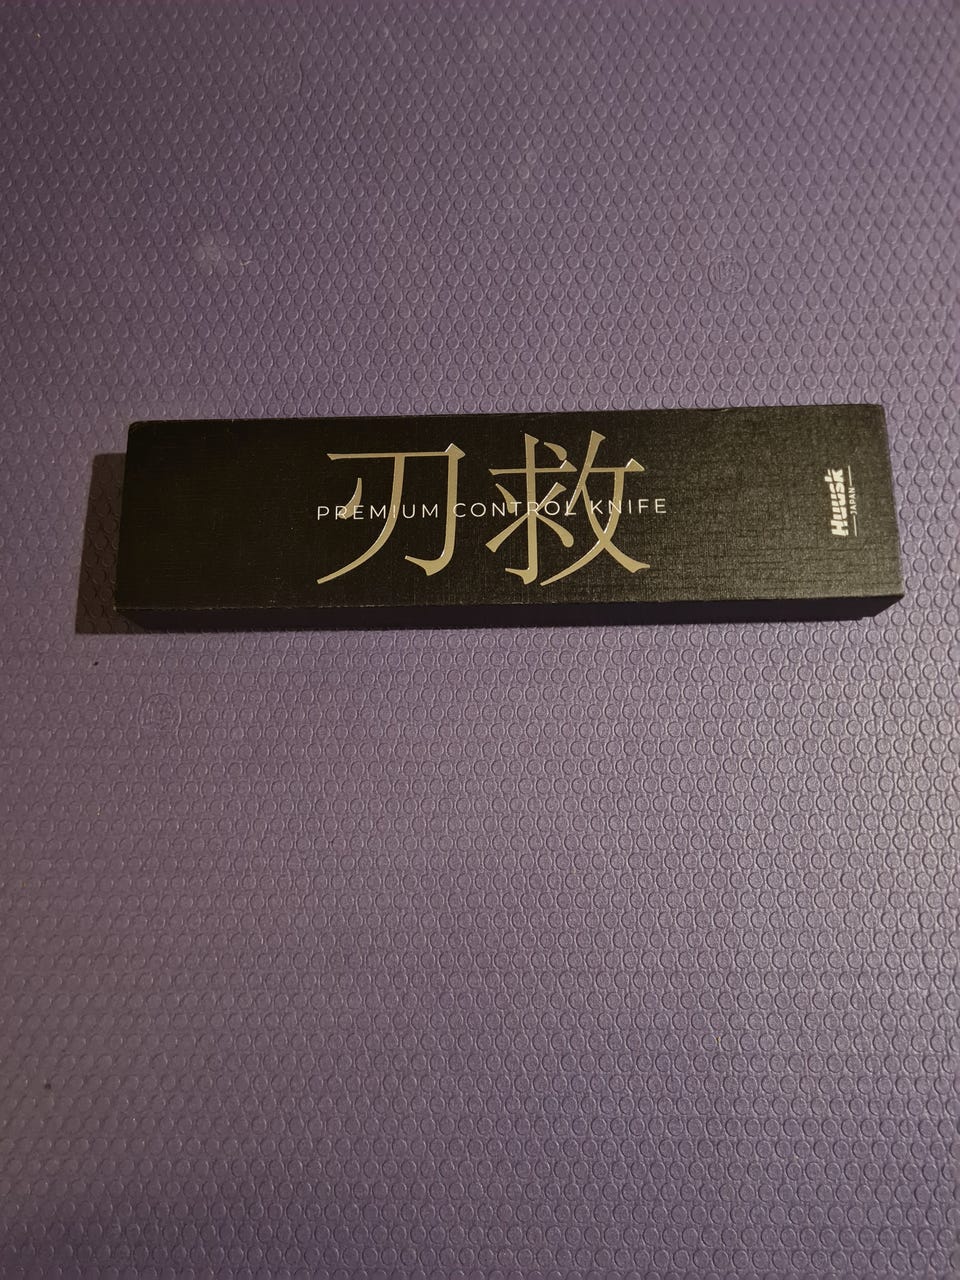 刃救
PREMIUM CONTROL KNIFE
Huusk
JAPAN